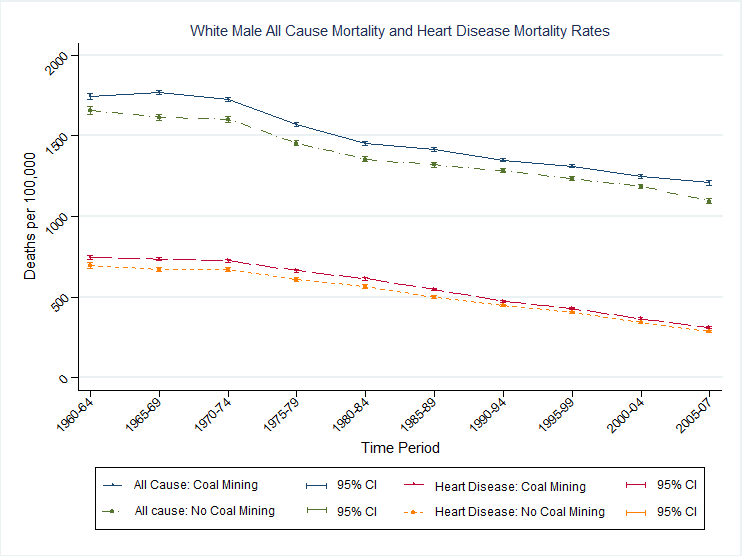 White Male All Cause Mortality and Heart Disease Mortality Rates
Deaths per 100,000
2000
1500
1000
500
0
1960-64
1965-69
1970-74
1975-79
1980-84
1985-89
1990-94
1995-99
2000-04
2005-07
Time Period
All Cause: Coal Mining
95% CI
Heart Disease: Coal Mining
95% CI
All cause: No Coal Mining
95% CI
Heart Disease: No Coal Mining
95% CI